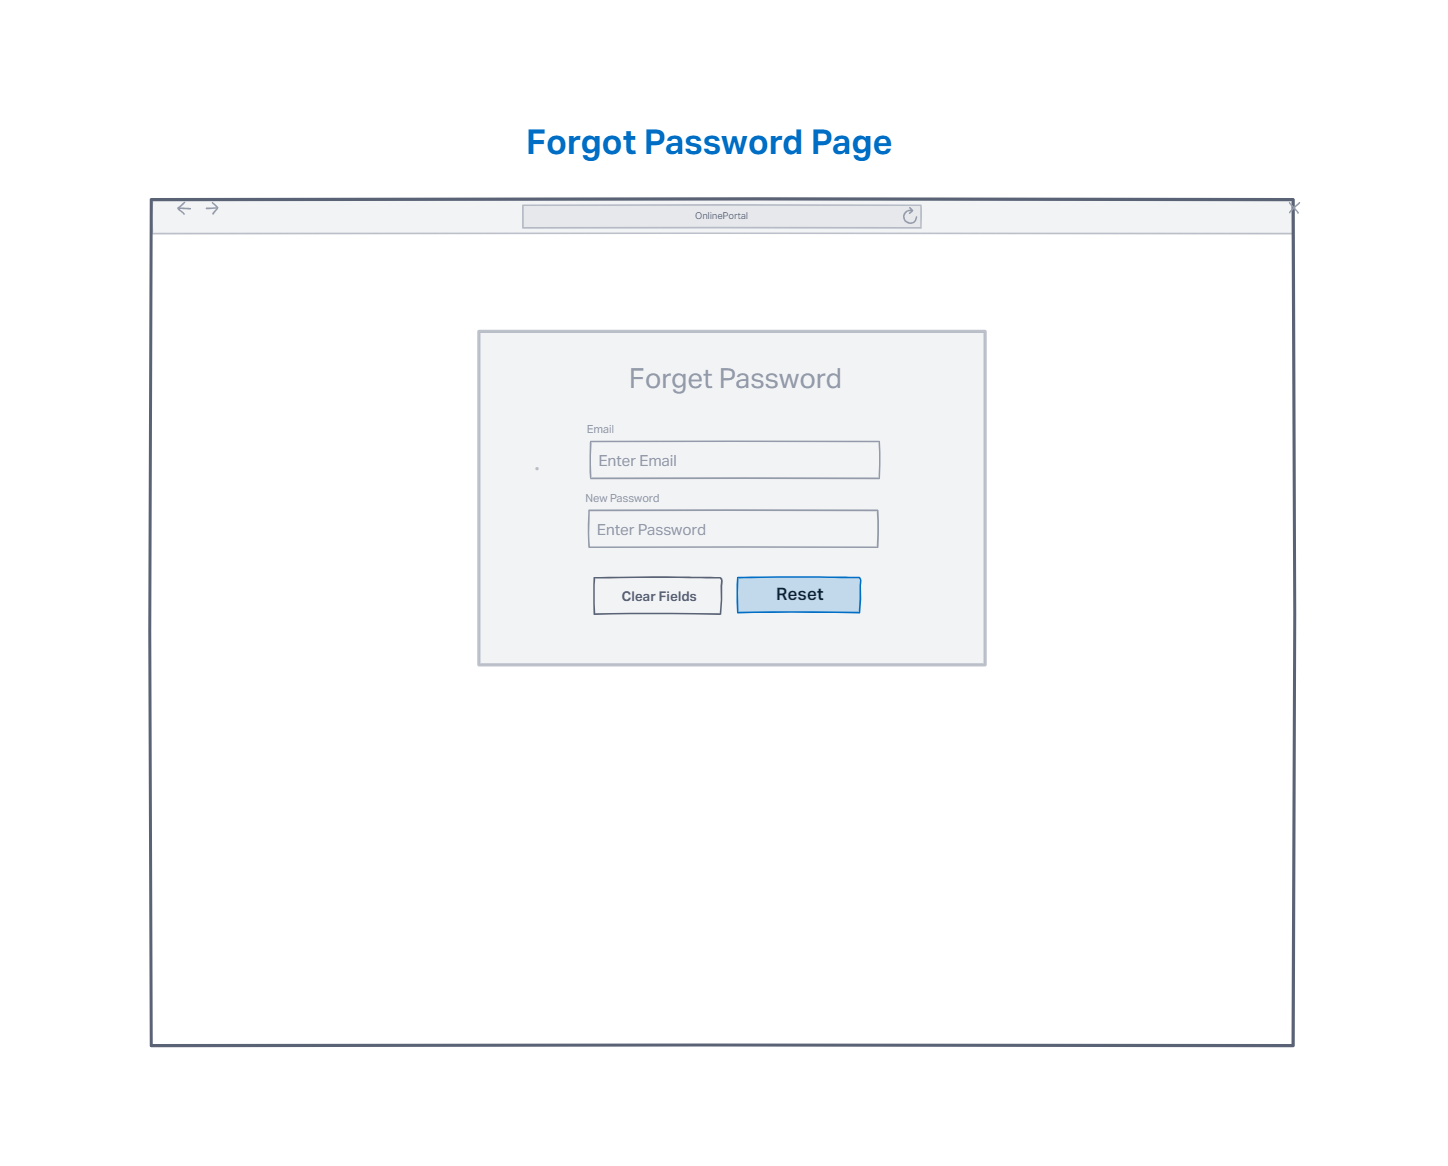 Forgot Password Page
OnlinePortal
Forget Password
Email
Enter Email
New Password
Enter Password
Clear Fields
Reset